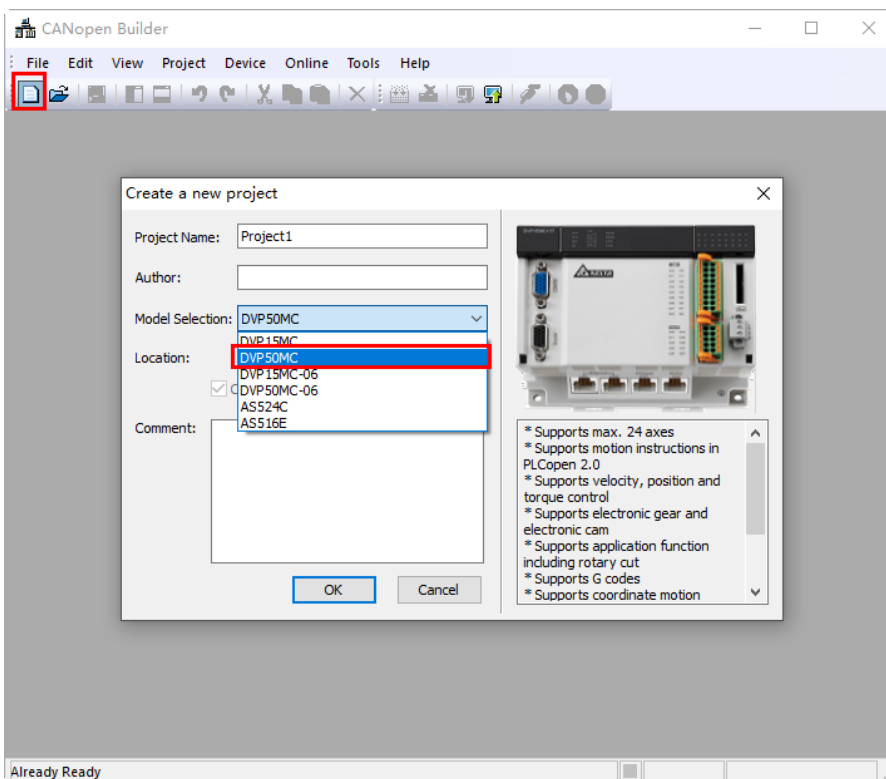 CANopen Builder
File Edit View Project Device Online Tools Help
Create a new project
Project Name: Project1
Author:
Model Selection: DVP50MC
DVP15MC
Location:
DVP50MC
DVP15MC-06
DVP50MC-06
AS524C
AS516E
Comment:
OK Cancel
DELTA
* Supports max. 24 axes
* Supports motion instructions in
PLCopen 2.0
* Supports velocity, position and
torque control
* Supports electronic gear and
electronic cam
* Supports application function
including rotary cut
* Supports G codes
* Supports coordinate motion
Already Ready